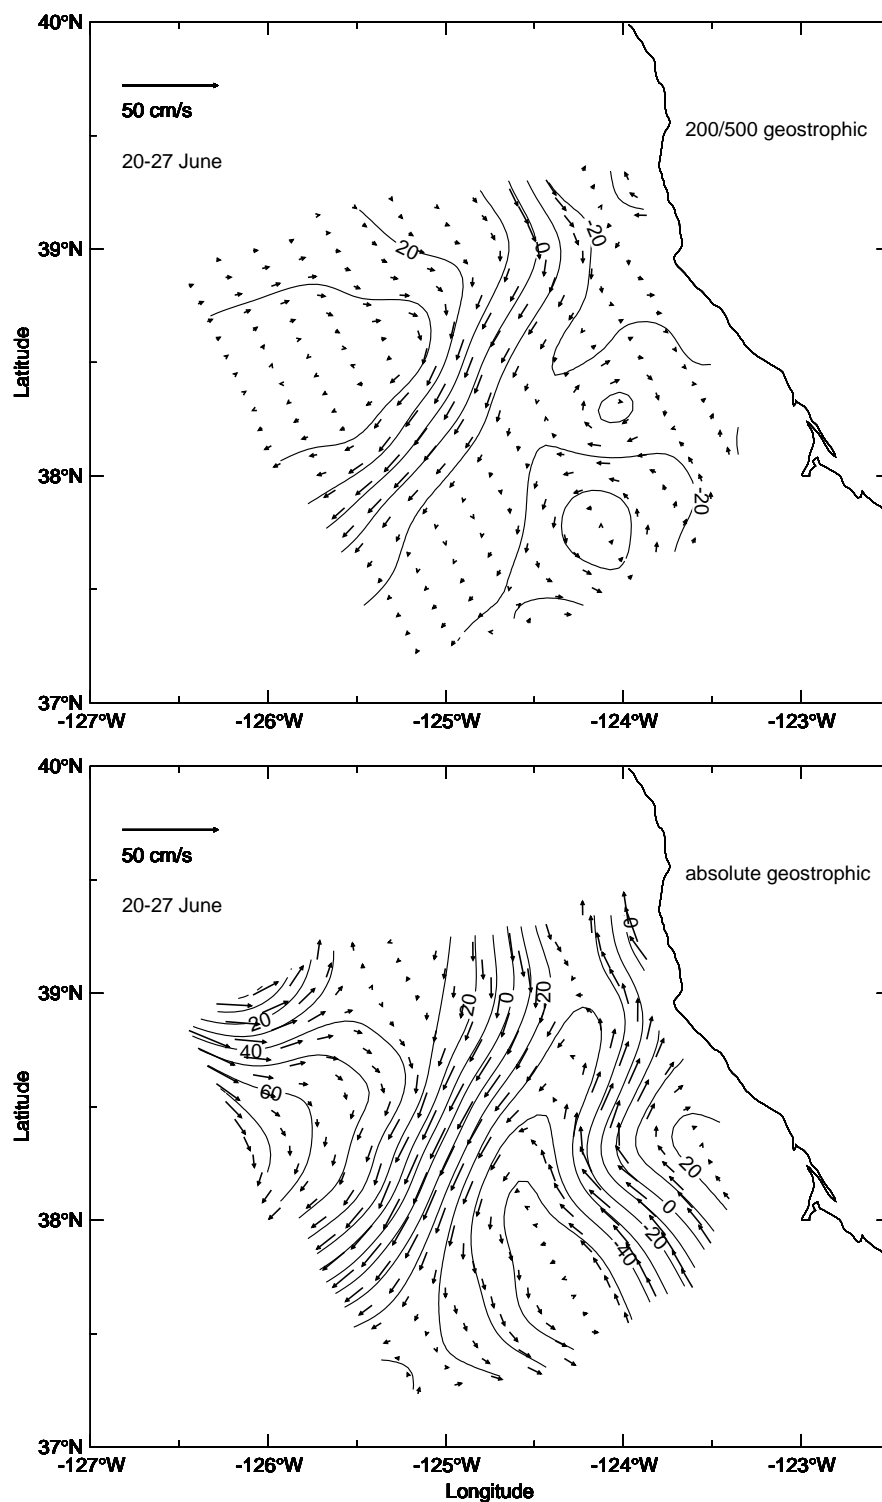 40°N
50 cm/s
200/500 geostrophic
20-27 June
-20
20
0
39°N
Latitude
38°N
-20
37°N
-127°W
-126°W
-125°W
-124°W
-123°W
40°N
50 cm/s
absolute geostrophic
20-27 June
0
39°N
20
20
0
-20
40
60
Latitude
20
38°N
0
-20
-40
37°N
-127°W
-126°W
-125°W
-124°W
-123°W
Longitude